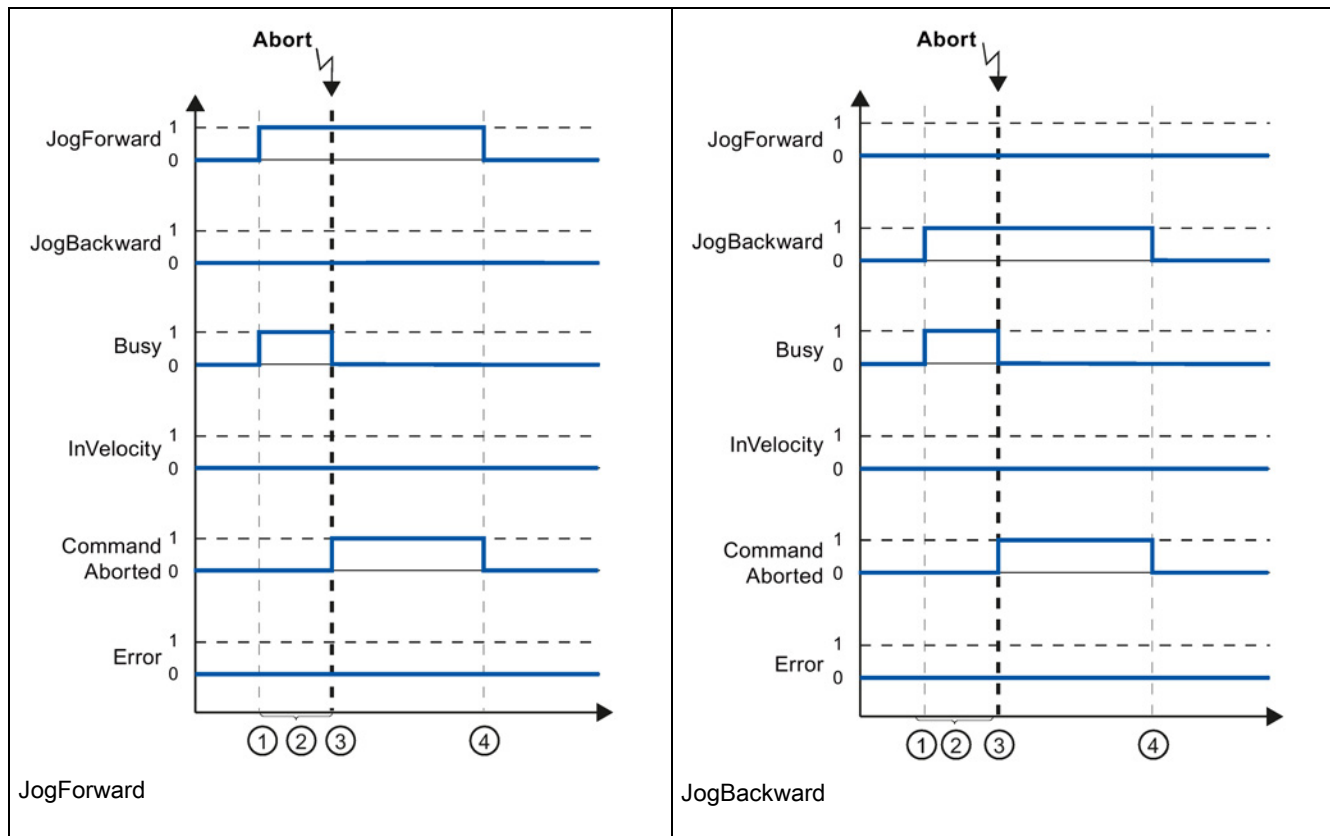 Abort
JogForward
1
0
JogBackward
1
0
Busy
1
0
InVelocity
1
0
Command
Aborted
1
0
Error
1
0
① ② ③ ④
JogForward
Abort
JogForward
1
0
JogBackward
1
0
Busy
1
0
InVelocity
1
0
Command
Aborted
1
0
Error
1
0
① ② ③ ④
JogBackward